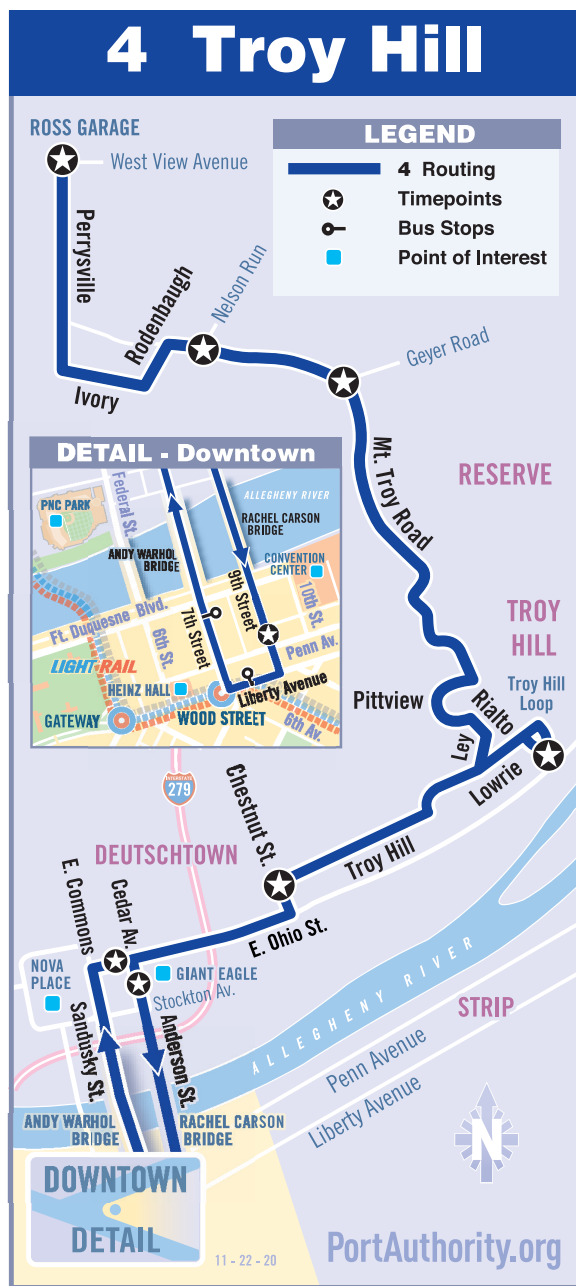 4 Troy Hill
ROSS GARAGE
West View Avenue
LEGEND
4 Routing
Timepoints
Bus Stops
Point of Interest
Perrysville
Rodenbaugh
Nelson Run
Ivory
Geyer Road
Mt. Troy Road
RESERVE
DETAIL - Downtown
Federal St.
ALLEGHENY RIVER
PNC PARK
RACHEL CARSON
BRIDGE
ANDY WARHOL
BRIDGE
CONVENTION
CENTER
Ft. Duquesne Blvd.
9th Street
10th St.
6th St.
7th Street
Penn Av.
LIGHT-RAIL
HEINZ HALL
Liberty Avenue
GATEWAY
WOOD STREET
6th Av.
TROY
HILL
Troy Hill
Loop
Pittview
Rialto
Ley
Lowrie
INTERSTATE
279
Chestnut St.
Troy Hill
DEUTSCHTOWN
E. Commons
Cedar Av.
E. Ohio St.
NOVA
PLACE
GIANT EAGLE
Stockton Av.
Sandusky St.
Anderson St.
ALLEGHENY RIVER
STRIP
Penn Avenue
Liberty Avenue
ANDY WARHOL
BRIDGE
RACHEL CARSON
BRIDGE
N
DOWNTOWN
DETAIL
11 - 22 - 20
PortAuthority.org